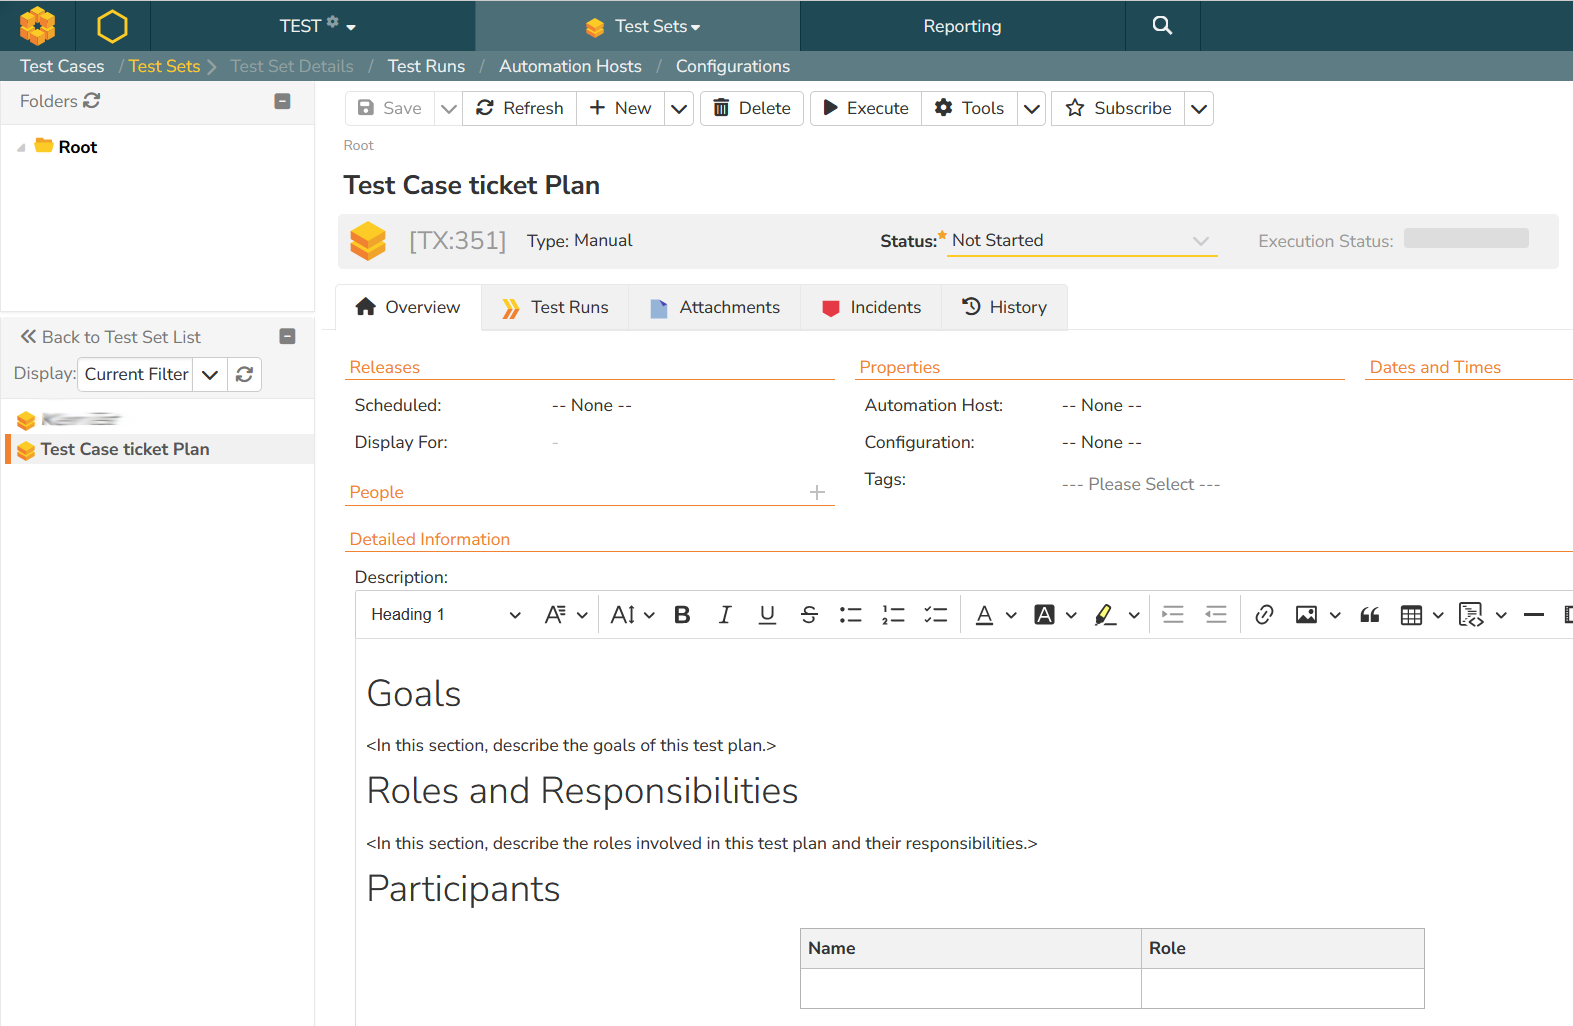 TEST Test Sets Reporting
Test Cases / Test Sets Test Set Details / Test Runs / Automation Hosts / Configurations
Folders
Root
Back to Test Set List
Display: Current Filter
Test Case ticket Plan
Save Refresh New Delete Execute Tools Subscribe
Root
Test Case ticket Plan
[TX:351] Type: Manual Status: Not Started Execution Status:
Overview Test Runs Attachments Incidents History
Releases
Scheduled: -- None --
Display For: -
People
Properties
Automation Host: -- None --
Configuration: -- None --
Tags: --- Please Select ---
Dates and Times
Detailed Information
Description:
Heading 1
Goals
<In this section, describe the goals of this test plan.>
Roles and Responsibilities
<In this section, describe the roles involved in this test plan and their responsibilities.>
Participants
Name Role